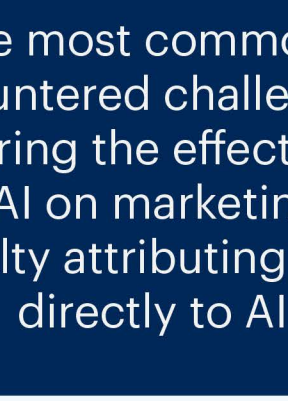 e most commo
untered challe
ring the effect
AI on marketin
lty attributing
directly to AI